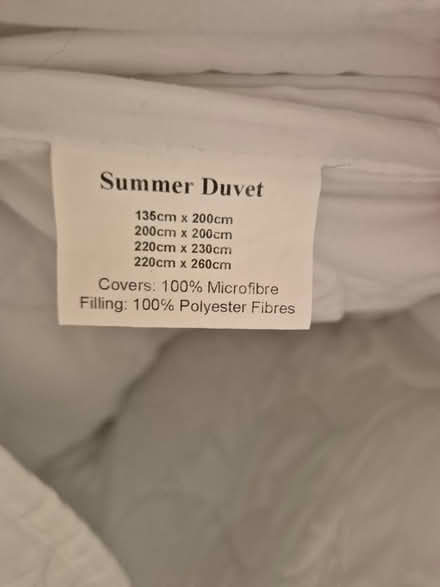 Summer Duvet
135cm x 200cm
200cm x 200cm
220cm x 230cm
220cm x 260cm
Covers: 100% Microfibre
Filling: 100% Polyester Fibres